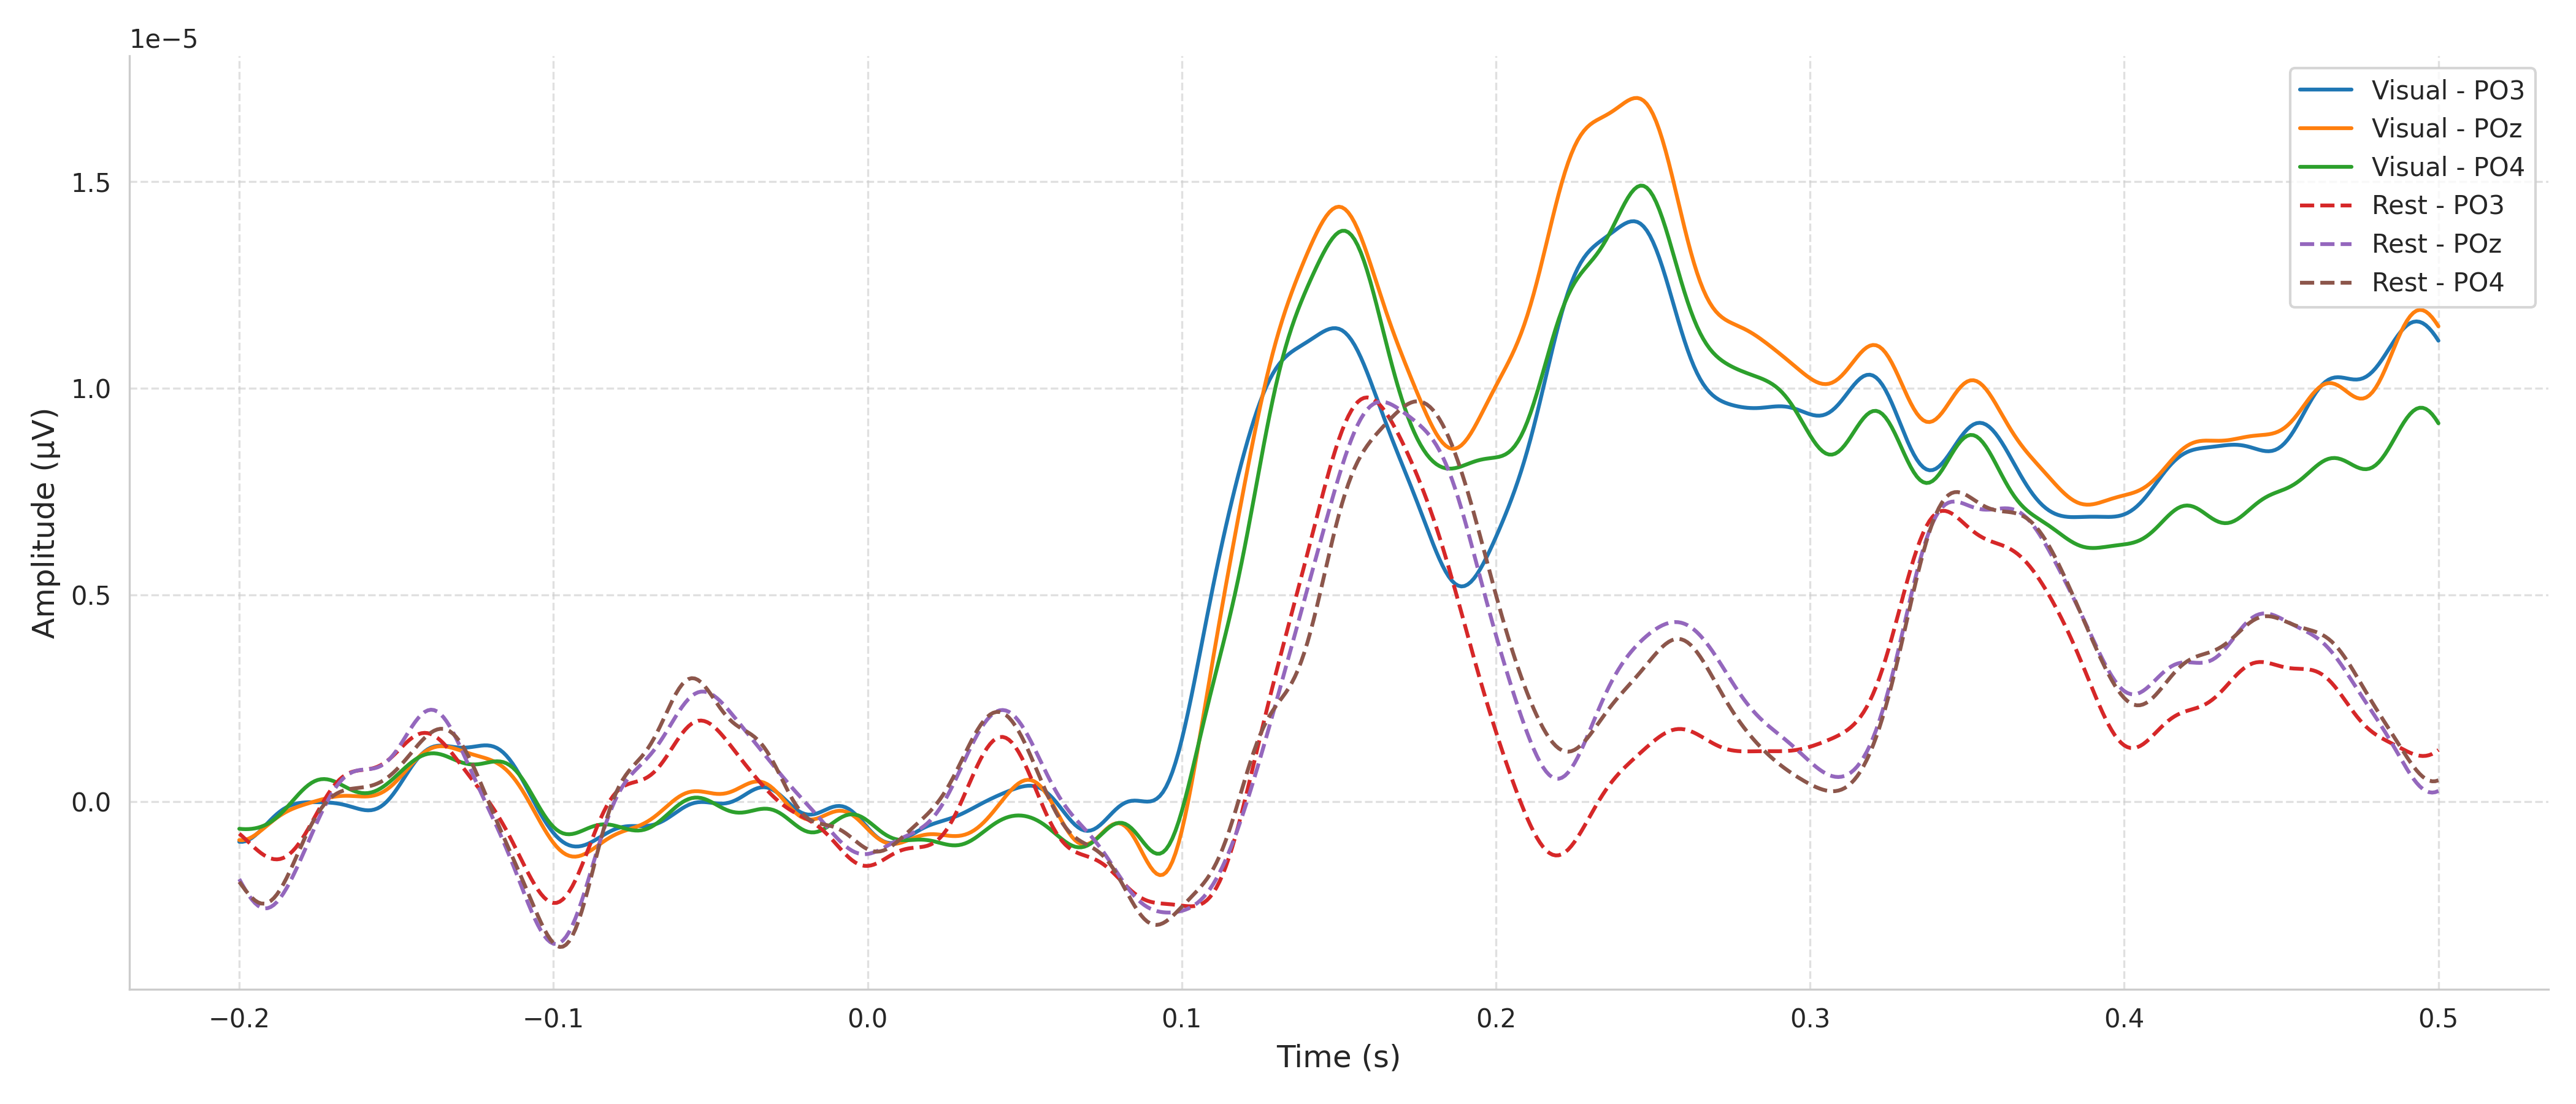 1e−5
Amplitude (µV)
1.5
1.0
0.5
0.0
−0.2
−0.1
0.0
0.1
0.2
0.3
0.4
0.5
Time (s)
Visual - PO3
Visual - POz
Visual - PO4
Rest - PO3
Rest - POz
Rest - PO4